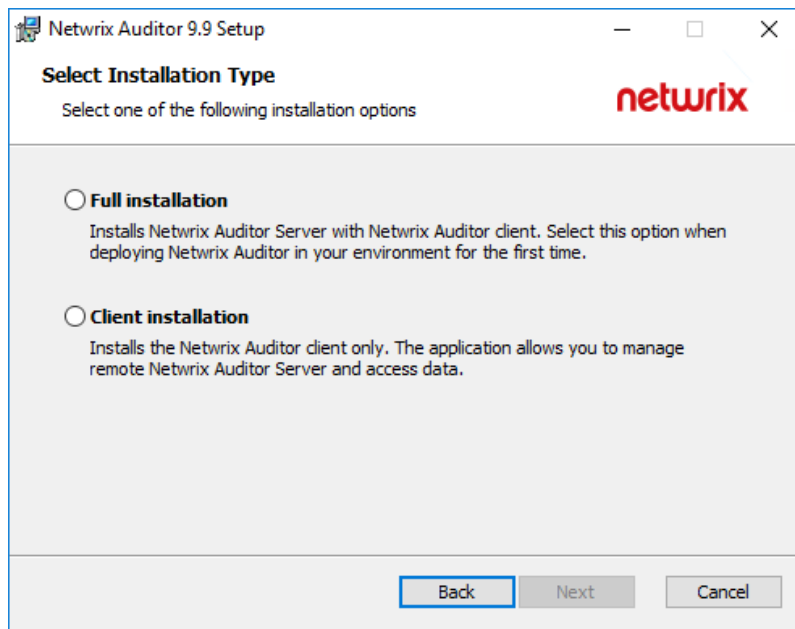 Netwrix Auditor 9.9 Setup
Select Installation Type
Select one of the following installation options
netwrix
Full installation
Installs Netwrix Auditor Server with Netwrix Auditor client. Select this option when
deploying Netwrix Auditor in your environment for the first time.
Client installation
Installs the Netwrix Auditor client only. The application allows you to manage
remote Netwrix Auditor Server and access data.
Back
Next
Cancel